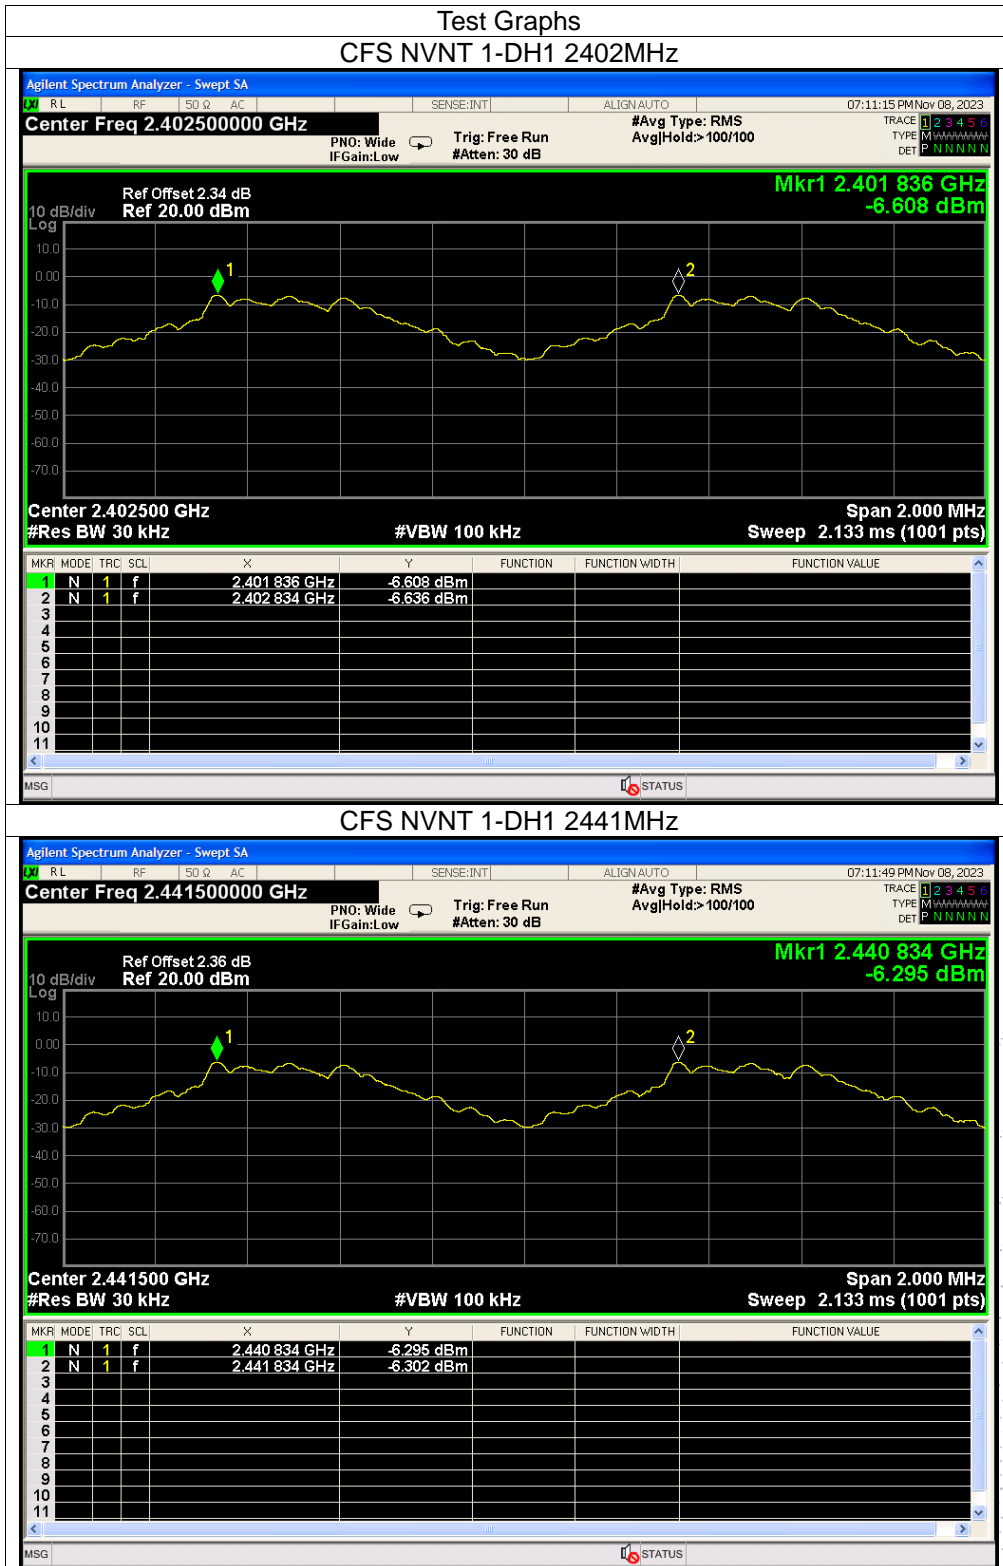 Test Graphs
CFS NVNT 1-DH1 2402MHz
Agilent Spectrum Analyzer - Swept SA
LXI RL RF 50 Ω AC SENSE:INT ALIGN AUTO 07:11:15 PM Nov 08, 2023
Center Freq 2.402500000 GHz #Avg Type: RMS TRACE 1 2 3 4 5 6
PNO: Wide Trig: Free Run Avg|Hold:>100/100 TYPE M WWWWW
IFGain:Low #Atten: 30 dB DET P N N N N N
Mkr1 2.401 836 GHz
-6.608 dBm
Ref Offset 2.34 dB
10 dB/div Ref 20.00 dBm
Log
10.0
0.00
-10.0
-20.0
-30.0
-40.0
-50.0
-60.0
-70.0
1
2
Center 2.402500 GHz Span 2.000 MHz
#Res BW 30 kHz #VBW 100 kHz Sweep 2.133 ms (1001 pts)
MKR MODE TRC SCL X Y FUNCTION FUNCTION WIDTH FUNCTION VALUE
1 N 1 f 2.401 836 GHz -6.608 dBm
2 N 1 f 2.402 834 GHz -6.636 dBm
3
4
5
6
7
8
9
10
11
MSG STATUS
CFS NVNT 1-DH1 2441MHz
Agilent Spectrum Analyzer - Swept SA
LXI RL RF 50 Ω AC SENSE:INT ALIGN AUTO 07:11:49 PM Nov 08, 2023
Center Freq 2.441500000 GHz #Avg Type: RMS TRACE 1 2 3 4 5 6
PNO: Wide Trig: Free Run Avg|Hold:>100/100 TYPE M WWWWW
IFGain:Low #Atten: 30 dB DET P N N N N N
Mkr1 2.440 834 GHz
-6.295 dBm
Ref Offset 2.36 dB
10 dB/div Ref 20.00 dBm
Log
10.0
0.00
-10.0
-20.0
-30.0
-40.0
-50.0
-60.0
-70.0
1
2
Center 2.441500 GHz Span 2.000 MHz
#Res BW 30 kHz #VBW 100 kHz Sweep 2.133 ms (1001 pts)
MKR MODE TRC SCL X Y FUNCTION FUNCTION WIDTH FUNCTION VALUE
1 N 1 f 2.440 834 GHz -6.295 dBm
2 N 1 f 2.441 834 GHz -6.302 dBm
3
4
5
6
7
8
9
10
11
MSG STATUS